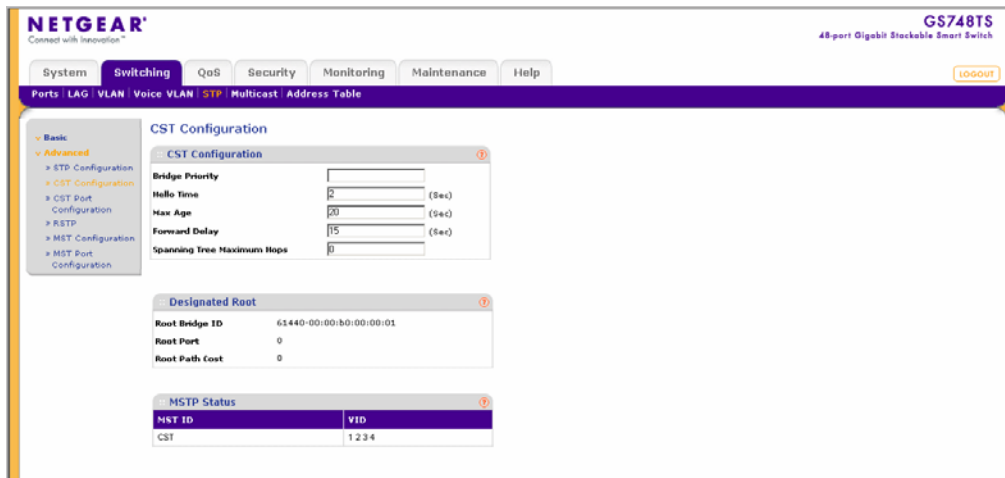 NETGEAR®
Connect with Innovation™
GS748TS
48-port Gigabit Stackable Smart Switch
System Switching QoS Security Monitoring Maintenance Help
LOGOUT
Ports LAG VLAN Voice VLAN STP Multicast Address Table
Basic
Advanced
» STP Configuration
» CST Configuration
» CST Port
Configuration
» RSTP
» MST Configuration
» MST Port
Configuration
CST Configuration
CST Configuration ?
Bridge Priority
Hello Time 2 (Sec)
Max Age 20 (Sec)
Forward Delay 15 (Sec)
Spanning Tree Maximum Hops 0
Designated Root ?
Root Bridge ID 61440-00:00:b0:00:00:01
Root Port 0
Root Path Cost 0
MSTP Status ?
MST ID VID
CST 1 2 3 4